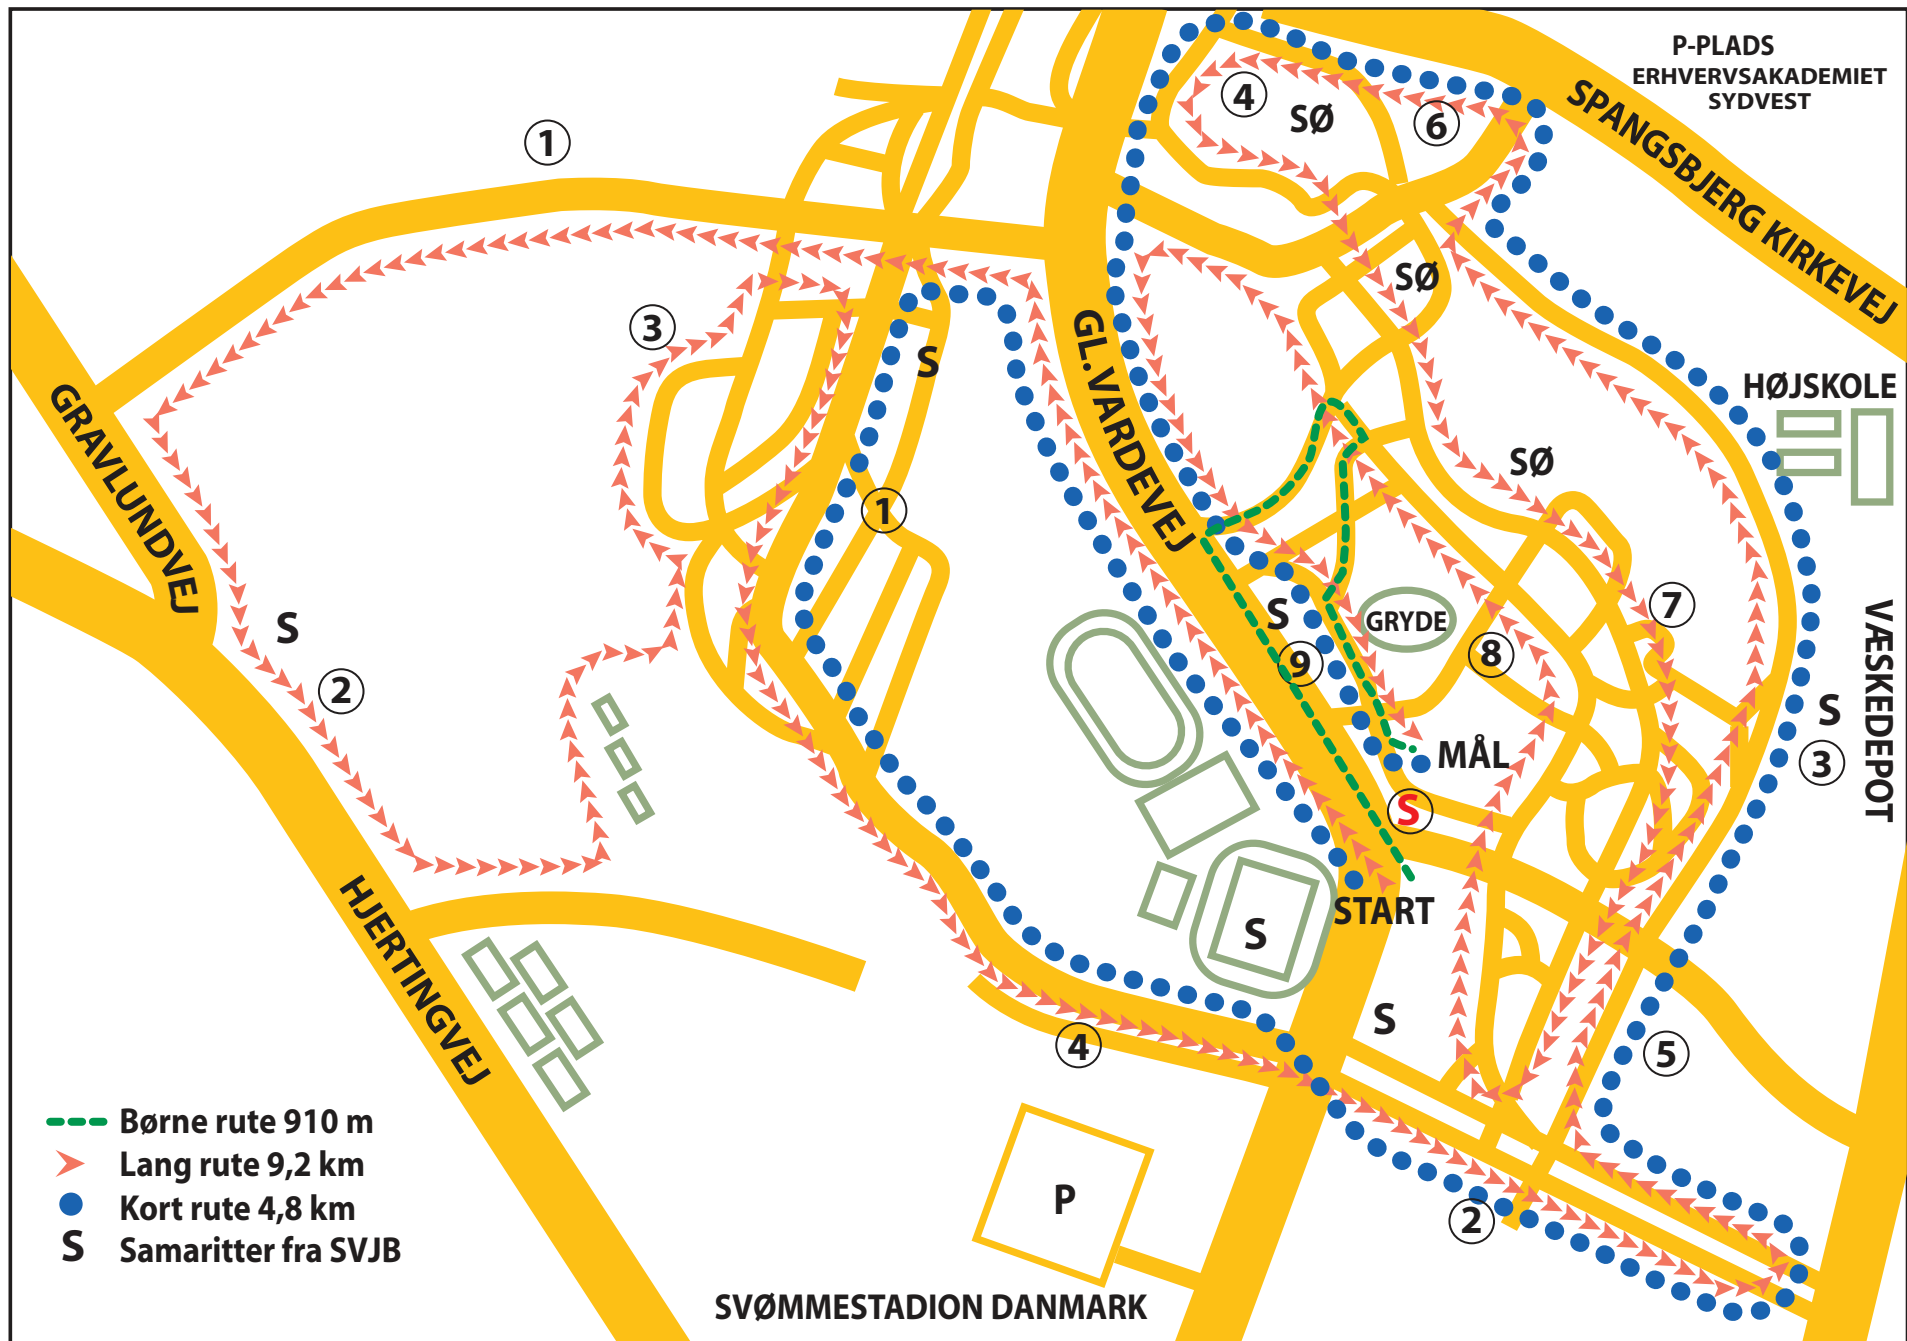 P-PLADS
ERHVERVSAKADEMIET
SYDVEST
SPANGSBJERG KIRKEVEJ
4
SØ
6
1
SØ
3
GL. VARDEVEJ
S
HØJSKOLE
GRAVLUNDVEJ
SØ
1
S
S
GRYDE
7
VÆSKEDEPOT
2
9
8
S
MÅL
3
S
START
S
HJERTINGVEJ
S
4
5
P
2
Børne rute 910 m
Lang rute 9,2 km
Kort rute 4,8 km
S Samaritter fra SVJB
SVØMMESTADION DANMARK